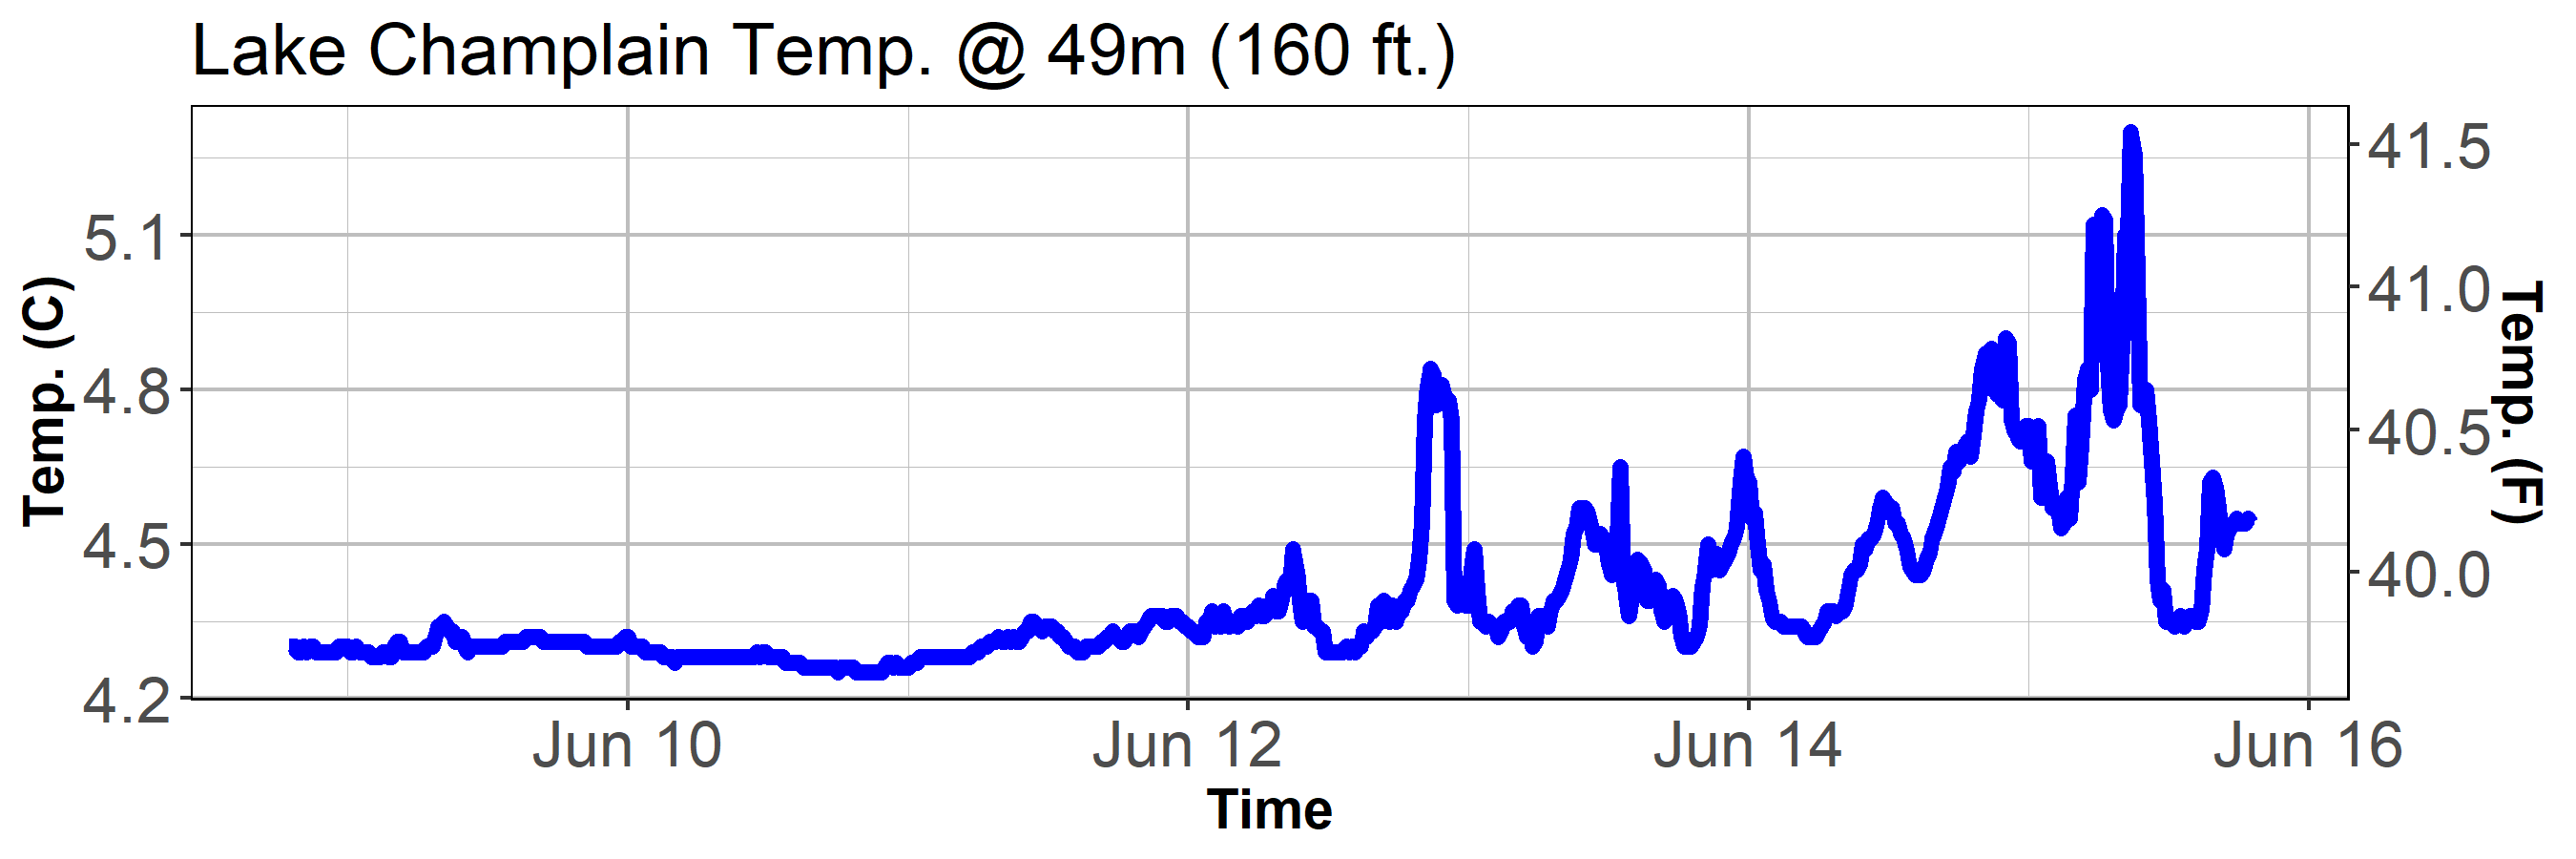 Lake Champlain Temp. @ 49m (160 ft.)
Temp. (C)
5.1
4.8
4.5
4.2
41.5
41.0
40.5
40.0
Temp. (F)
Jun 10 Jun 12 Jun 14 Jun 16
Time